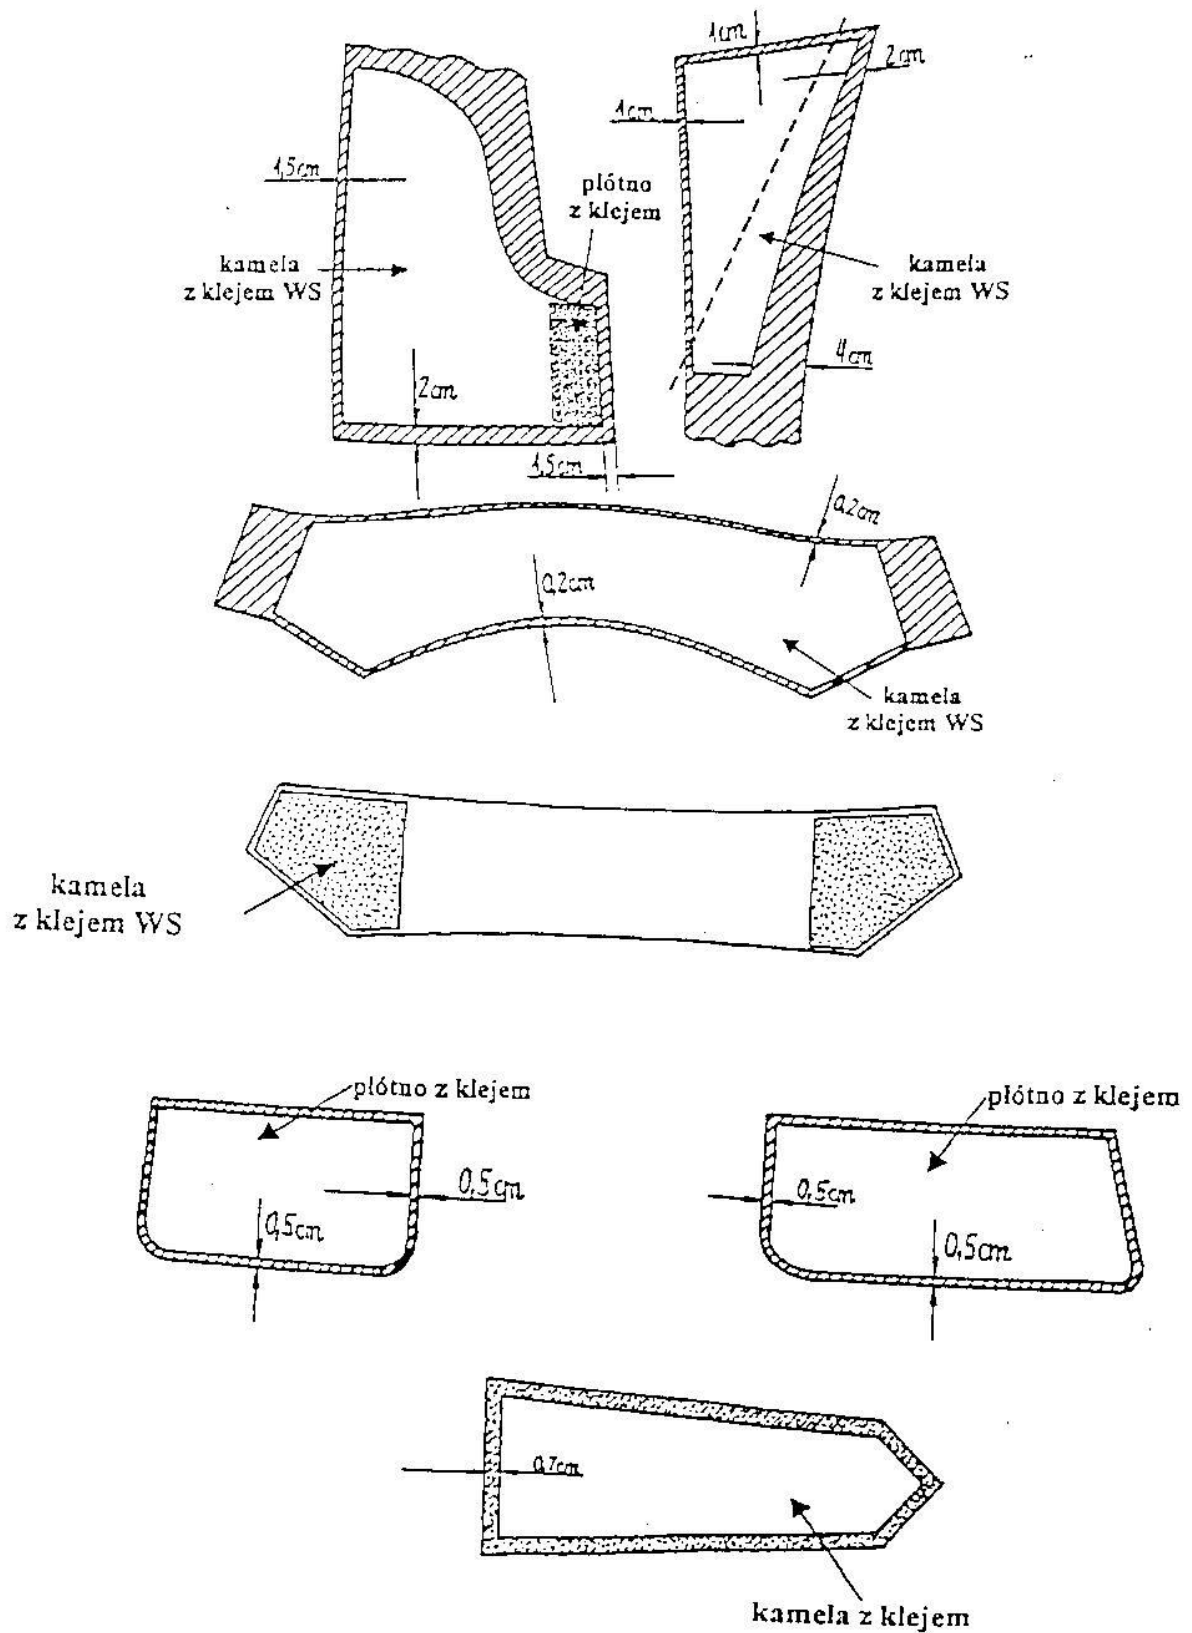 1cm
2cm
1cm
1,5cm
płótno
z klejem
kamela
z klejem WS
kamela
z klejem WS
4cm
2cm
1,5cm
0,2cm
0,2cm
kamela
z klejem WS
kamela
z klejem WS
płótno z klejem
płótno z klejem
0,5cm
0,5cm
0,5cm
0,5cm
0,7cm
kamela z klejem